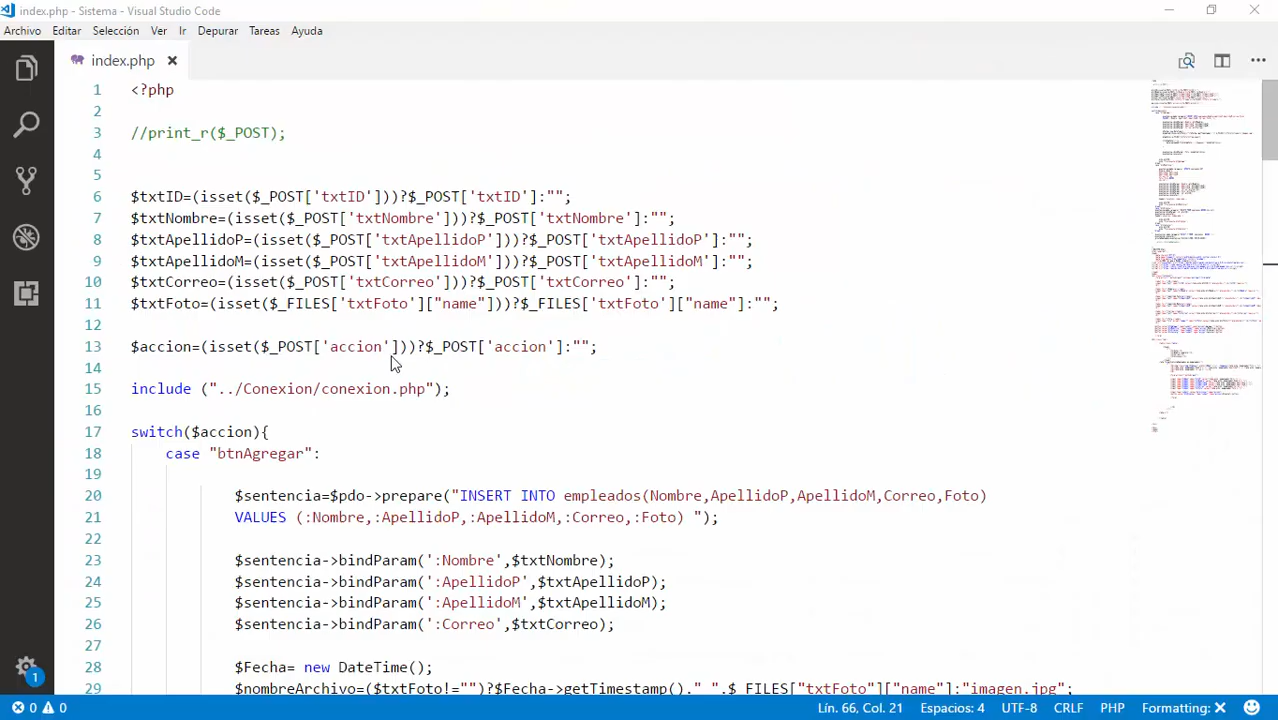 index.php - Sistema - Visual Studio Code
Archivo Editar Selección Ver Ir Depurar Tareas Ayuda
index.php
1 <?php
2
3 //print_r($_POST);
4
5
6 $txtID=(isset($_POST['txtID']))?$_POST['txtID']:"";
7 $txtNombre=(isset($_POST['txtNombre']))?$_POST['txtNombre']:"";
8 $txtApellidoP=(isset($_POST['txtApellidoP']))?$_POST['txtApellidoP']:"";
9 $txtApellidoM=(isset($_POST['txtApellidoM']))?$_POST['txtApellidoM']:"";
10 $txtCorreo=(isset($_POST['txtCorreo']))?$_POST['txtCorreo']:"";
11 $txtFoto=(isset($_FILES['txtFoto']["name"]))?$_FILES['txtFoto']["name"]:"";
12
13 $accion=(isset($_POST['accion']))?$_POST['accion']:"";
14
15 include ("../Conexion/conexion.php");
16
17 switch($accion){
18 case "btnAgregar":
19
20 $sentencia=$pdo->prepare("INSERT INTO empleados(Nombre,ApellidoP,ApellidoM,Correo,Foto)
21 VALUES (:Nombre,:ApellidoP,:ApellidoM,:Correo,:Foto) ");
22
23 $sentencia->bindParam(':Nombre',$txtNombre);
24 $sentencia->bindParam(':ApellidoP',$txtApellidoP);
25 $sentencia->bindParam(':ApellidoM',$txtApellidoM);
26 $sentencia->bindParam(':Correo',$txtCorreo);
27
28 $Fecha= new DateTime();
29 $nombreArchivo=($txtFoto!="")?$Fecha->getTimestamp()."_".$_FILES["txtFoto"]["name"]:"imagen.jpg";
1
0 0 Lín. 66, Col. 21 Espacios: 4 UTF-8 CRLF PHP Formatting: ×